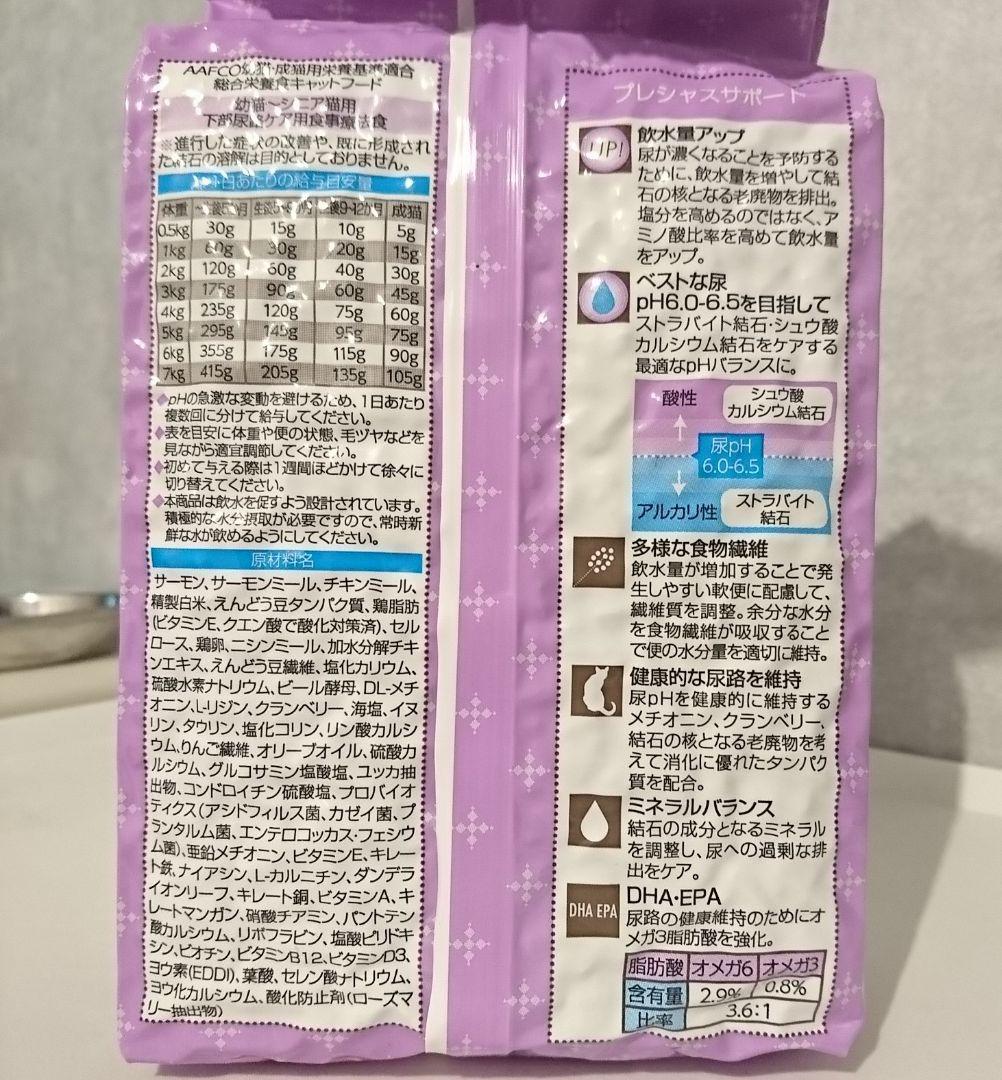 AAFCO幼猫・成猫用栄養基準適合
総合栄養食キャットフード
幼猫～シニア猫用
下部尿路ケア用食事療法食
※進行した症状の改善や、既に形成され
た結石の溶解は目的としておりません。
1日あたりの給与目安量
体重 成猫
0.5kg 30g 15g 10g 5g
1kg 60g 30g 20g 15g
2kg 120g 60g 40g 30g
3kg 175g 90g 60g 45g
4kg 235g 120g 75g 60g
5kg 295g 145g 95g 75g
6kg 355g 175g 115g 90g
7kg 415g 205g 135g 105g
◆pHの急激な変動を避けるため、1日あたり
複数回に分けて給与してください。
◆表を目安に体重や便の状態、毛ヅヤなどを
見ながら適宜調節してください。
◆初めて与える際は1週間ほどかけて徐々に
切り替えてください。
◆本商品は飲水を促すよう設計されています。
積極的な水分摂取が必要ですので、常時新
鮮な水が飲めるようにしてください。
原材料名
サーモン、サーモンミール、チキンミール、
精製白米、えんどう豆タンパク質、鶏脂肪
(ビタミンE、クエン酸で酸化対策済)、セル
ロース、鶏卵、ニシンミール、加水分解チキ
ンエキス、えんどう豆繊維、塩化カリウム、
硫酸水素ナトリウム、ビール酵母、DL-メチ
オニン、L-リジン、クランベリー、海塩、イヌ
リン、タウリン、塩化コリン、リン酸カルシ
ウム、りんご繊維、オリーブオイル、硫酸カ
ルシウム、グルコサミン塩酸塩、ユッカ抽
出物、コンドロイチン硫酸塩、プロバイオ
ティクス(アシドフィルス菌、カゼイ菌、プ
ランタルム菌、エンテロコッカス・フェシウ
ム菌)、亜鉛メチオニン、ビタミンE、キレー
ト鉄、ナイアシン、L-カルニチン、ダンデラ
イオンリーフ、キレート銅、ビタミンA、キ
レートマンガン、硝酸チアミン、パントテン
酸カルシウム、リボフラビン、塩酸ピリドキ
シン、ビオチン、ビタミンB12、ビタミンD3、
ヨウ素(EDDI)、葉酸、セレン酸ナトリウム、
ヨウ化カルシウム、酸化防止剤(ローズマ
リー抽出物)
プレシャスサポート
UP!
飲水量アップ
尿が濃くなることを予防する
ために、飲水量を増やして結
石の核となる老廃物を排出。
塩分を高めるのではなく、ア
ミノ酸比率を高めて飲水量
をアップ。
ベストな尿
pH6.0-6.5を目指して
ストラバイト結石・シュウ酸
カルシウム結石をケアする
最適なpHバランスに。
酸性 シュウ酸
カルシウム結石
尿pH
6.0-6.5
アルカリ性 ストラバイト
結石
多様な食物繊維
飲水量が増加することで発
生しやすい軟便に配慮して、
繊維質を調整。余分な水分
を食物繊維が吸収すること
で便の水分量を適切に維持。
健康的な尿路を維持
尿pHを健康的に維持する
メチオニン、クランベリー、
結石の核となる老廃物を考
えて消化に優れたタンパク
質を配合。
ミネラルバランス
結石の成分となるミネラル
を調整し、尿への過剰な排
出をケア。
DHA EPA
DHA・EPA
尿路の健康維持のためにオ
メガ3脂肪酸を強化。
脂肪酸 オメガ6 オメガ3
含有量 2.9% 0.8%
比率 3.6:1